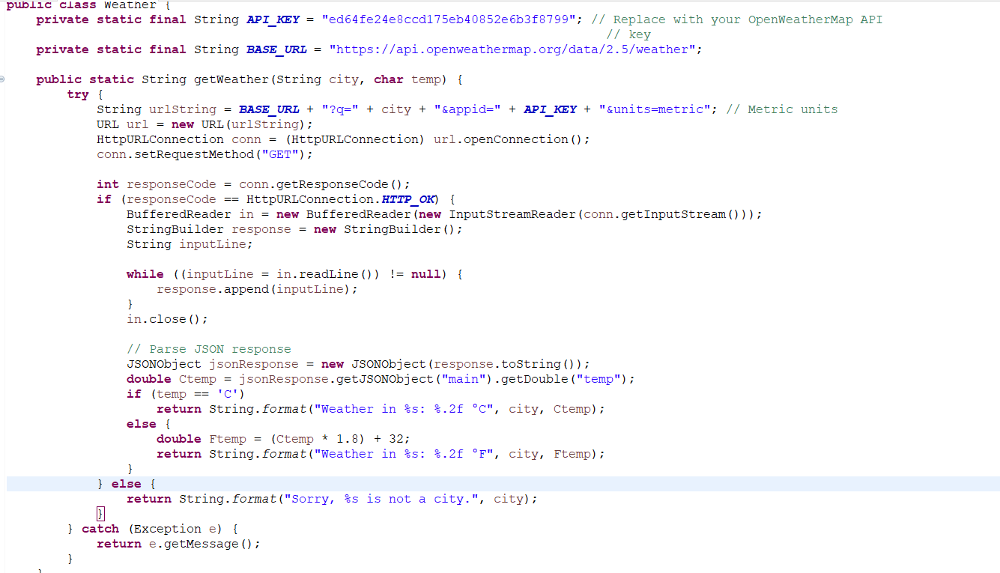 public class Weather {
    private static final String API_KEY = "ed64fe24e8ccd175eb40852e6b3f8799"; // Replace with your OpenWeatherMap API
                                                                                // key
    private static final String BASE_URL = "https://api.openweathermap.org/data/2.5/weather";

    public static String getWeather(String city, char temp) {
        try {
            String urlString = BASE_URL + "?q=" + city + "&appid=" + API_KEY + "&units=metric"; // Metric units
            URL url = new URL(urlString);
            HttpURLConnection conn = (HttpURLConnection) url.openConnection();
            conn.setRequestMethod("GET");

            int responseCode = conn.getResponseCode();
            if (responseCode == HttpURLConnection.HTTP_OK) {
                BufferedReader in = new BufferedReader(new InputStreamReader(conn.getInputStream()));
                StringBuilder response = new StringBuilder();
                String inputLine;

                while ((inputLine = in.readLine()) != null) {
                    response.append(inputLine);
                }
                in.close();

                // Parse JSON response
                JSONObject jsonResponse = new JSONObject(response.toString());
                double Ctemp = jsonResponse.getJSONObject("main").getDouble("temp");
                if (temp == 'C')
                    return String.format("Weather in %s: %.2f °C", city, Ctemp);
                else {
                    double Ftemp = (Ctemp * 1.8) + 32;
                    return String.format("Weather in %s: %.2f °F", city, Ftemp);
                }
            } else {
                return String.format("Sorry, %s is not a city.", city);
            }
        } catch (Exception e) {
            return e.getMessage();
        }
    }